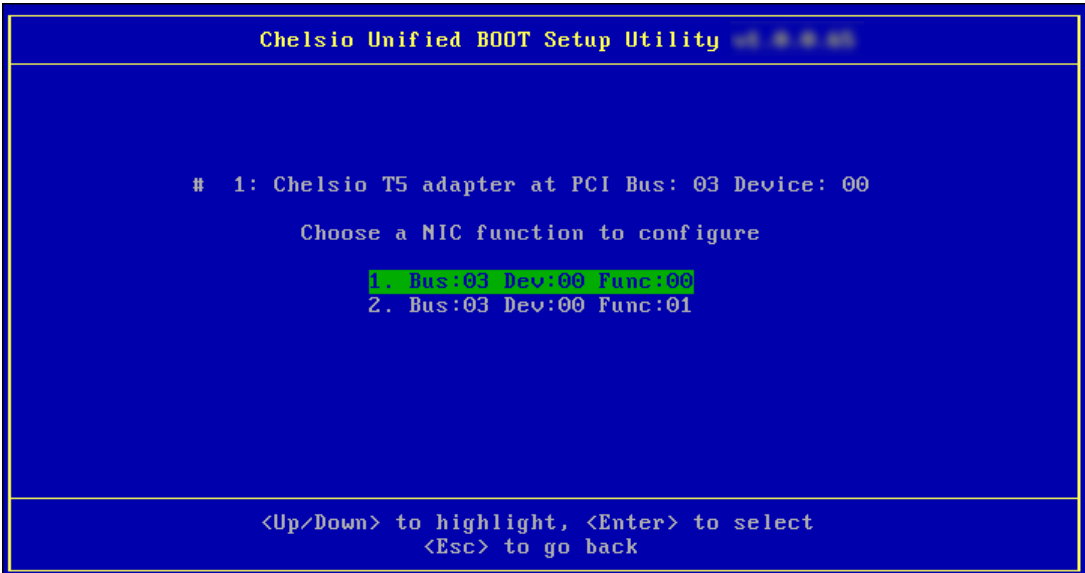 Chelsio Unified BOOT Setup Utility
# 1: Chelsio T5 adapter at PCI Bus: 03 Device: 00
Choose a NIC function to configure
1. Bus:03 Dev:00 Func:00
2. Bus:03 Dev:00 Func:01
<Up/Down> to highlight, <Enter> to select
<Esc> to go back